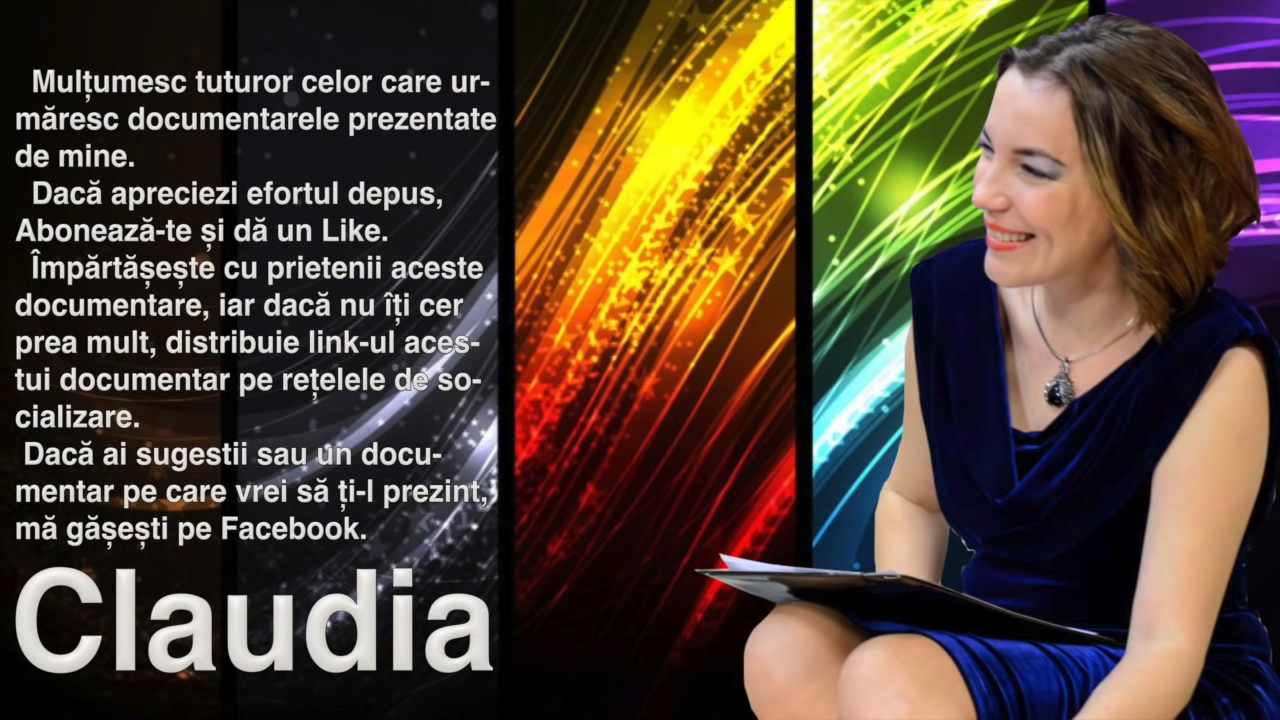 Mulțumesc tuturor celor care ur-
măresc documentarele prezentate
de mine.
Dacă apreciezi efortul depus,
Abonează-te și dă un Like.
Împărtășește cu prietenii aceste
documentare, iar dacă nu îți cer
prea mult, distribuie link-ul aces-
tui documentar pe rețelele de so-
cializare.
Dacă ai sugestii sau un docu-
mentar pe care vrei să ți-l prezint,
mă găsești pe Facebook.
Claudia